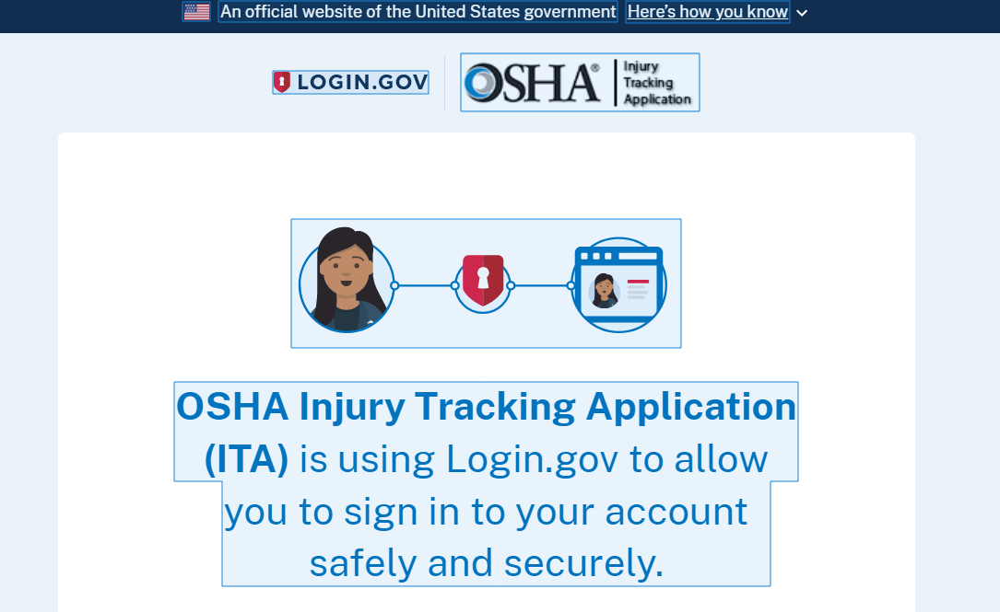 An official website of the United States government Here’s how you know
LOGIN.GOV
OSHA® Injury
Tracking
Application
OSHA Injury Tracking Application
(ITA) is using Login.gov to allow
you to sign in to your account
safely and securely.